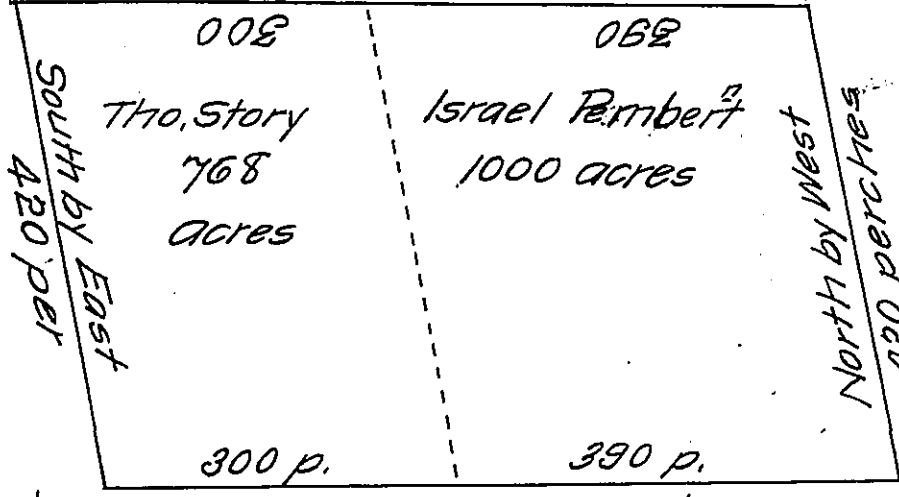 300
390
Tho. Story
768
acres
Israel Pembertⁿ
1000 acres
South by East
420 per
North by West
420 perches
300 p.
390 p.